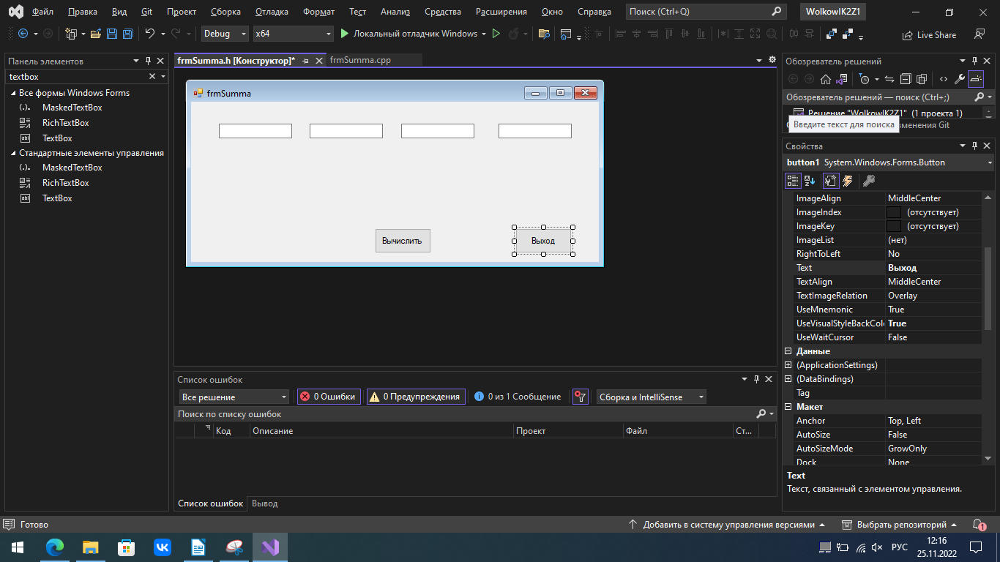 Файл Правка Вид Git Проект Сборка Отладка Формат Тест Анализ Средства Расширения Окно Справка Поиск (Ctrl+Q) WolkowIK2Z1
Debug x64 Локальный отладчик Windows Live Share
Панель элементов
textbox
Все формы Windows Forms
MaskedTextBox
RichTextBox
TextBox
Стандартные элементы управления
MaskedTextBox
RichTextBox
TextBox
frmSumma.h [Конструктор]* frmSumma.cpp
frmSumma
Вычислить Выход
Список ошибок
Все решение 0 Ошибки 0 Предупреждения 0 из 1 Сообщение Сборка и IntelliSense
Поиск по списку ошибок
Код Описание Проект Файл Ст...
Список ошибок Вывод
Обозреватель решений
Обозреватель решений — поиск (Ctrl+;)
Решение "WolkowIK2Z1" (1 проекта 1)
Введите текст для поиска
зменения Git
Свойства
button1 System.Windows.Forms.Button
ImageAlign MiddleCenter
ImageIndex (отсутствует)
ImageKey (отсутствует)
ImageList (нет)
RightToLeft No
Text Выход
TextAlign MiddleCenter
TextImageRelation Overlay
UseMnemonic True
UseVisualStyleBackColo True
UseWaitCursor False
Данные
(ApplicationSettings)
(DataBindings)
Tag
Макет
Anchor Top, Left
AutoSize False
AutoSizeMode GrowOnly
Dock None
Text
Текст, связанный с элементом управления.
Готово Добавить в систему управления версиями Выбрать репозиторий 1
РУС 12:16
25.11.2022